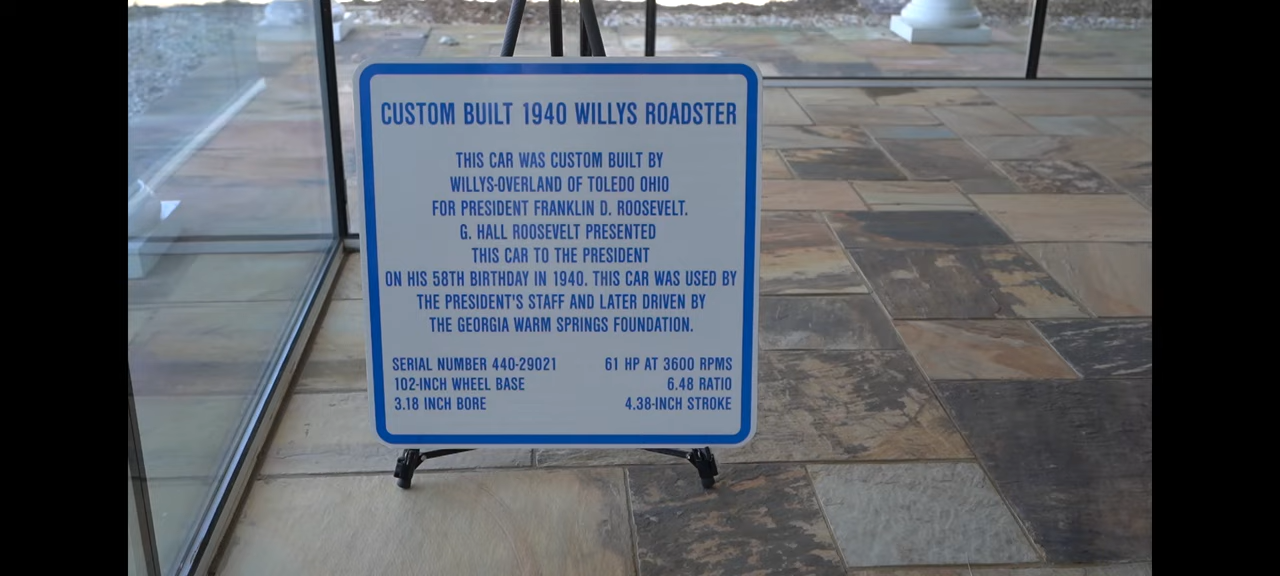 CUSTOM BUILT 1940 WILLYS ROADSTER
THIS CAR WAS CUSTOM BUILT BY
WILLYS-OVERLAND OF TOLEDO OHIO
FOR PRESIDENT FRANKLIN D. ROOSEVELT.
G. HALL ROOSEVELT PRESENTED
THIS CAR TO THE PRESIDENT
ON HIS 58TH BIRTHDAY IN 1940. THIS CAR WAS USED BY
THE PRESIDENT'S STAFF AND LATER DRIVEN BY
THE GEORGIA WARM SPRINGS FOUNDATION.
SERIAL NUMBER 440-29021 61 HP AT 3600 RPMS
102-INCH WHEEL BASE 6.48 RATIO
3.18 INCH BORE 4.38-INCH STROKE